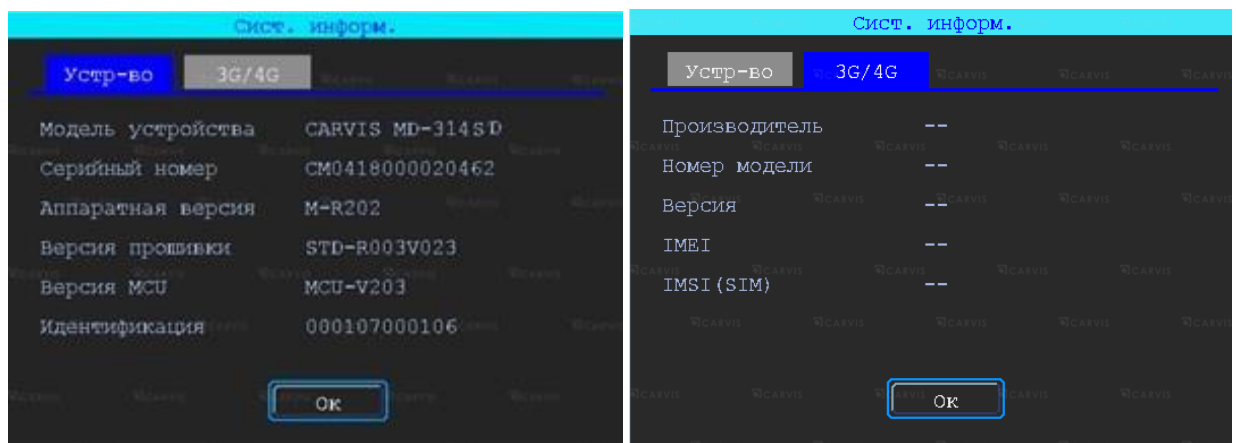 Сист. информ.
Устр-во 3G/4G
Модель устройства CARVIS MD-314SD
Серийный номер CM0418000020462
Аппаратная версия M-R202
Версия прошивки STD-R003V023
Версия MCU MCU-V203
Идентификация 000107000106
Ок
Сист. информ.
Устр-во 3G/4G
Производитель --
Номер модели --
Версия --
IMEI --
IMSI(SIM) --
Ок